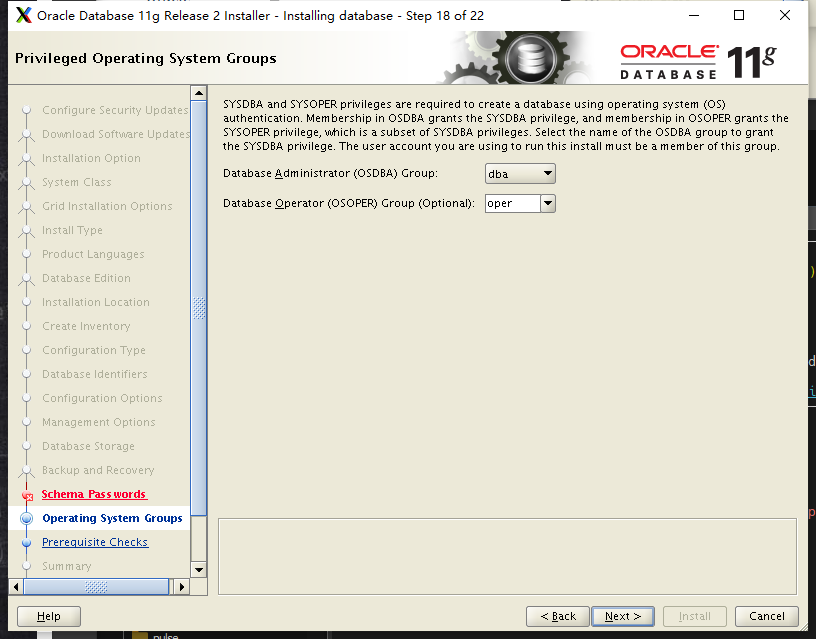 Oracle Database 11g Release 2 Installer - Installing database - Step 18 of 22
Privileged Operating System Groups
ORACLE
DATABASE
11g
Configure Security Updates
Download Software Updates
Installation Option
System Class
Grid Installation Options
Install Type
Product Languages
Database Edition
Installation Location
Create Inventory
Configuration Type
Database Identifiers
Configuration Options
Management Options
Database Storage
Backup and Recovery
Schema Passwords
Operating System Groups
Prerequisite Checks
Summary
SYSDBA and SYSOPER privileges are required to create a database using operating system (OS)
authentication. Membership in OSDBA grants the SYSDBA privilege, and membership in OSOPER grants the
SYSOPER privilege, which is a subset of SYSDBA privileges. Select the name of the OSDBA group to grant
the SYSDBA privilege. The user account you are using to run this install must be a member of this group.
Database Administrator (OSDBA) Group: dba
Database Operator (OSOPER) Group (Optional): oper
Help
< Back
Next >
Install
Cancel
pulse